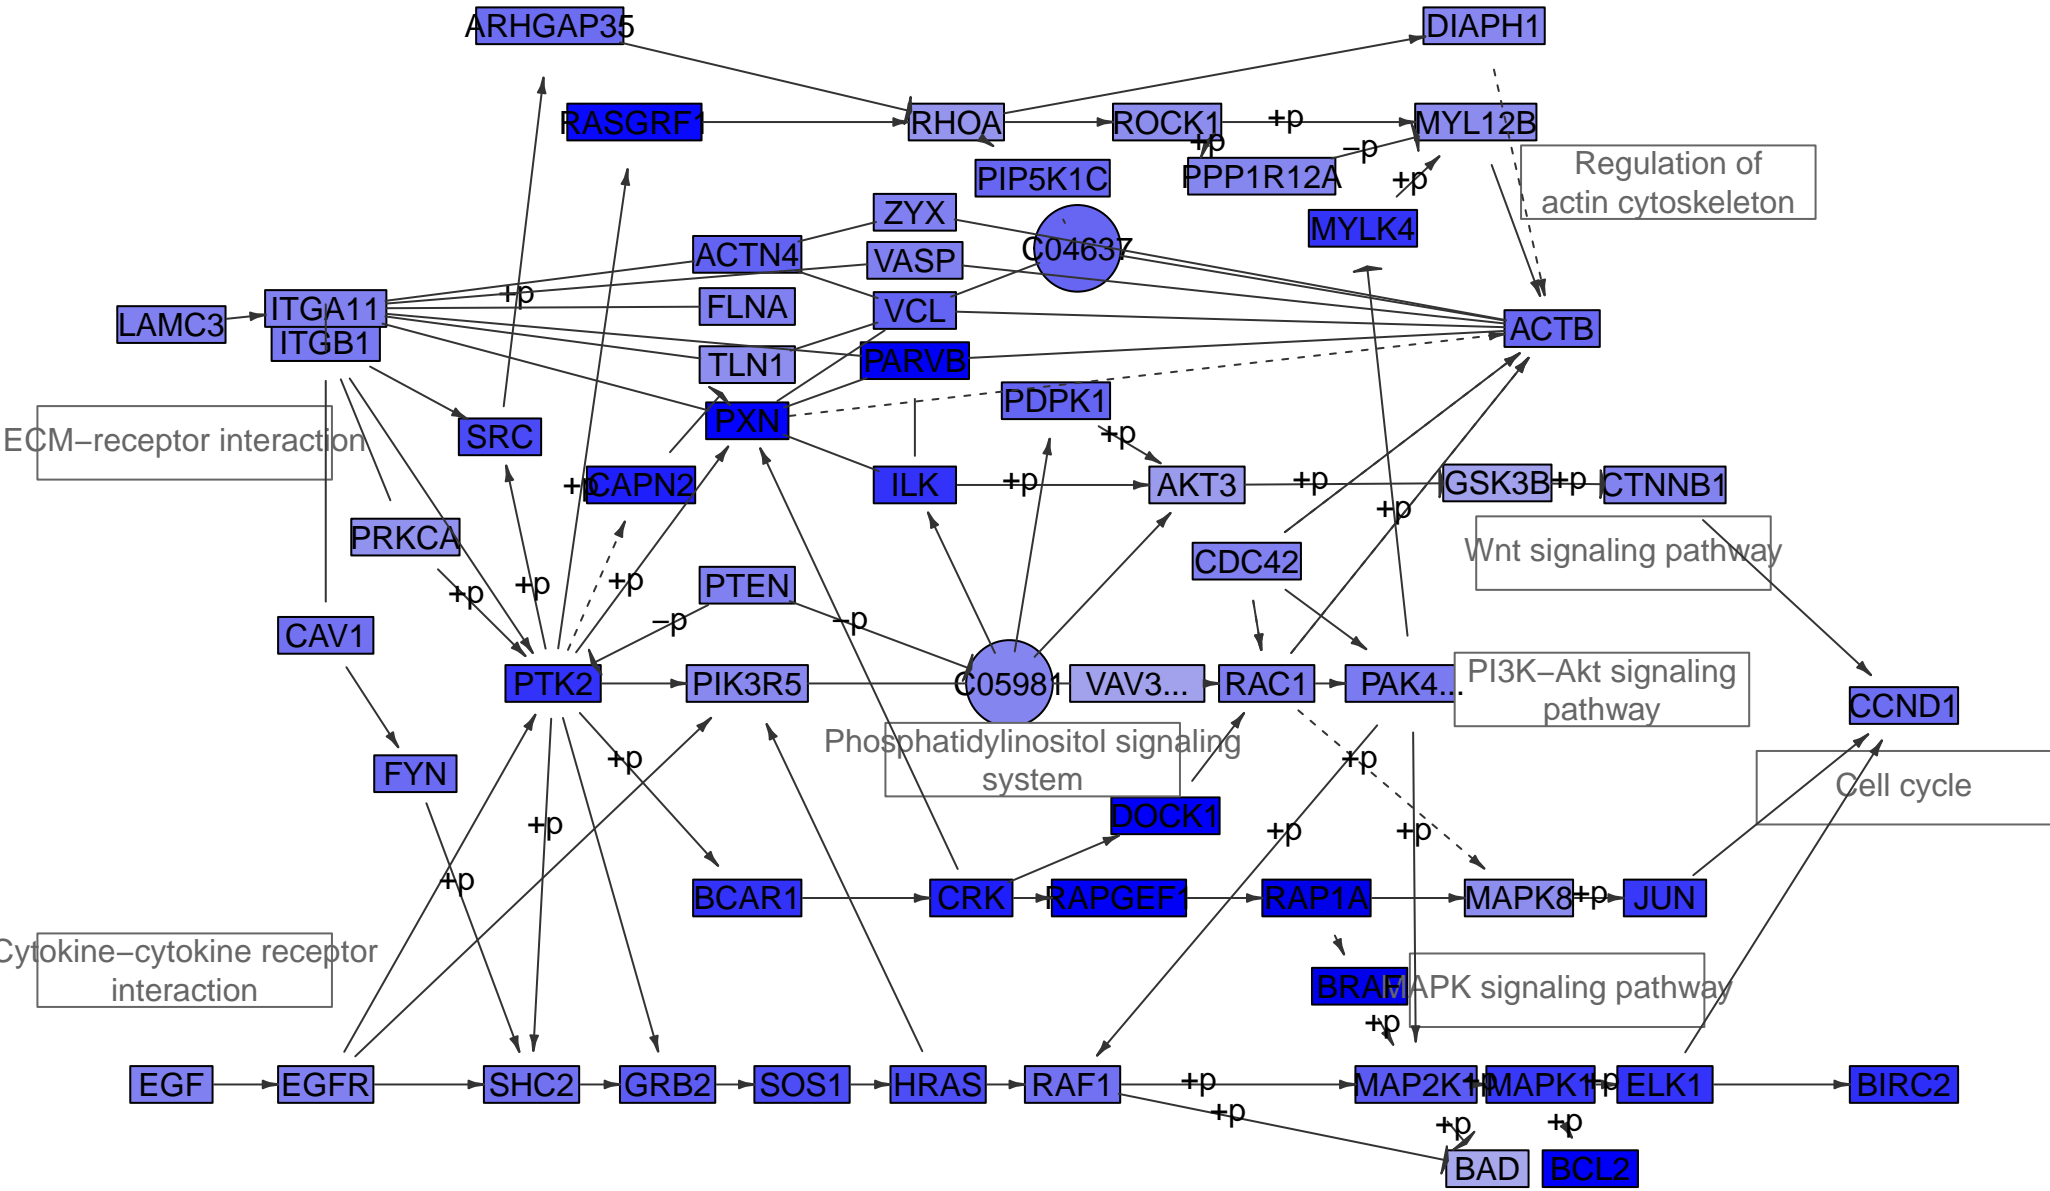 ARHGAP35
DIAPH1
RASGRF1
RHOA
ROCK1
+p
MYL12B
+p
−p
PIP5K1C
PPP1R12A
+p
Regulation of
actin cytoskeleton
ZYX
MYLK4
ACTN4
VASP
C04637
+p
ITGA11
FLNA
VCL
LAMC3
ITGB1
ACTB
TLN1
PARVB
PDPK1
PXN
+p
ECM−receptor interaction
SRC
+p
CAPN2
ILK
+p
AKT3
+p
GSK3B
+p
CTNNB1
+p
PRKCA
Wnt signaling pathway
CDC42
+p
+p
+p
PTEN
−p
−p
CAV1
PTK2
PIK3R5
C05981
VAV3...
RAC1
PAK4...
PI3K−Akt signaling
pathway
CCND1
Phosphatidylinositol signaling
system
+p
+p
FYN
Cell cycle
DOCK1
+p
+p
+p
+p
BCAR1
CRK
RAPGEF1
RAP1A
MAPK8
+p
JUN
Cytokine−cytokine receptor
interaction
BRAF
MAPK signaling pathway
+p
EGF
EGFR
SHC2
GRB2
SOS1
HRAS
RAF1
+p
MAP2K1
+p
MAPK1
+p
ELK1
BIRC2
+p
+p
+p
BAD
BCL2